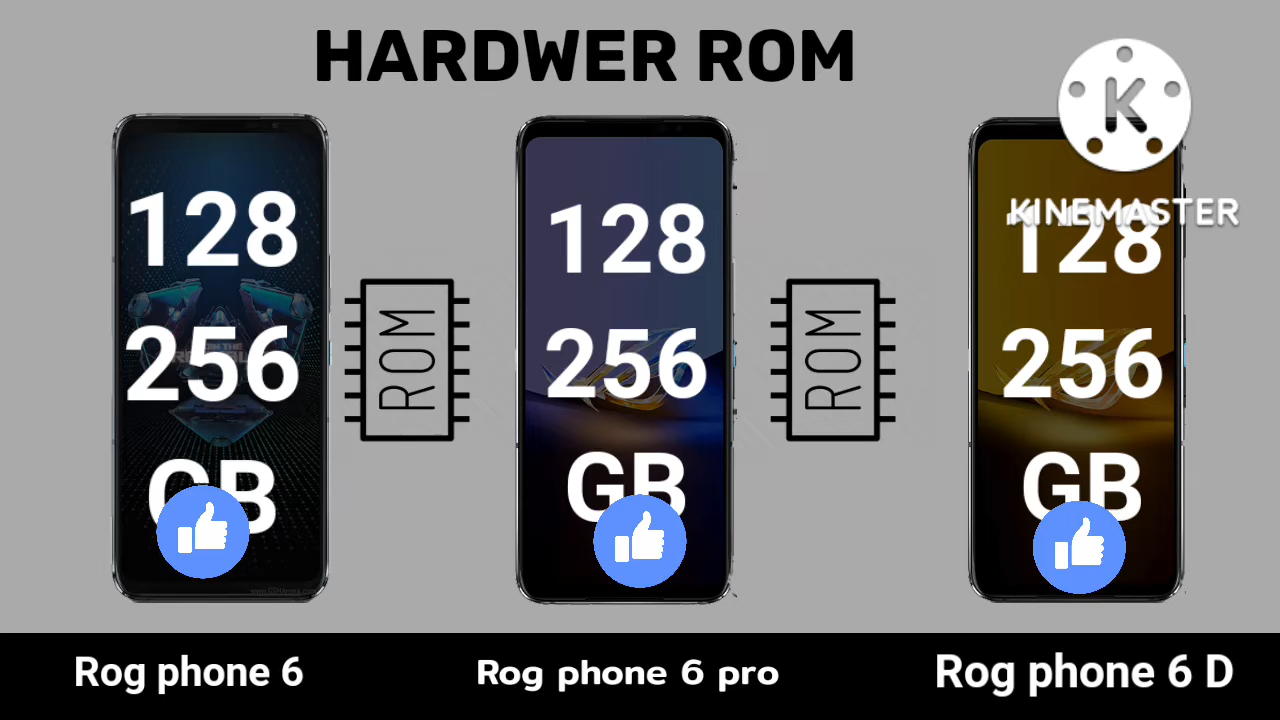 HARDWER ROM
K
KINEMASTER
128
256
GB
ROM
128
256
GB
ROM
128
256
GB
Rog phone 6
Rog phone 6 pro
Rog phone 6 D